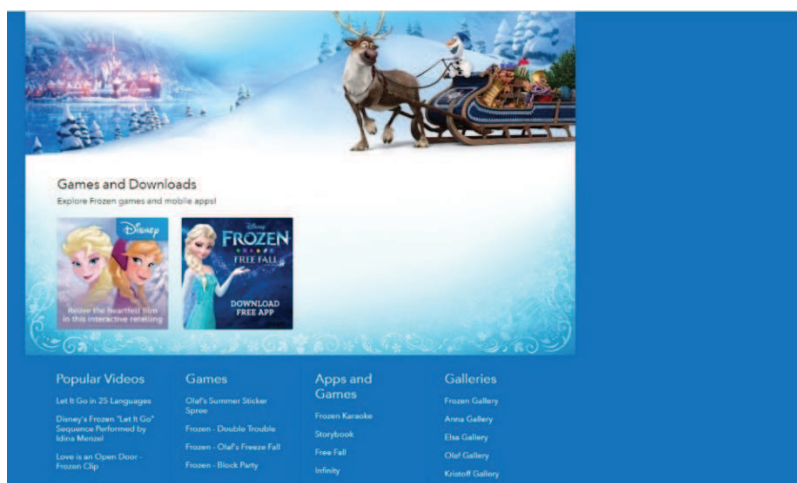 Games and Downloads
Explore Frozen games and mobile apps!
Disney
Relive the heartfelt film
in this interactive retelling
Disney
FROZEN
FREE FALL
DOWNLOAD
FREE APP
Popular Videos
Let It Go in 25 Languages
Disney's Frozen "Let It Go"
Sequence Performed by
Idina Menzel
Love is an Open Door -
Frozen Clip
Games
Olaf's Summer Sticker
Spree
Frozen - Double Trouble
Frozen - Olaf's Freeze Fall
Frozen - Block Party
Apps and
Games
Frozen Karaoke
Storybook
Free Fall
Infinity
Galleries
Frozen Gallery
Anna Gallery
Elsa Gallery
Olaf Gallery
Kristoff Gallery